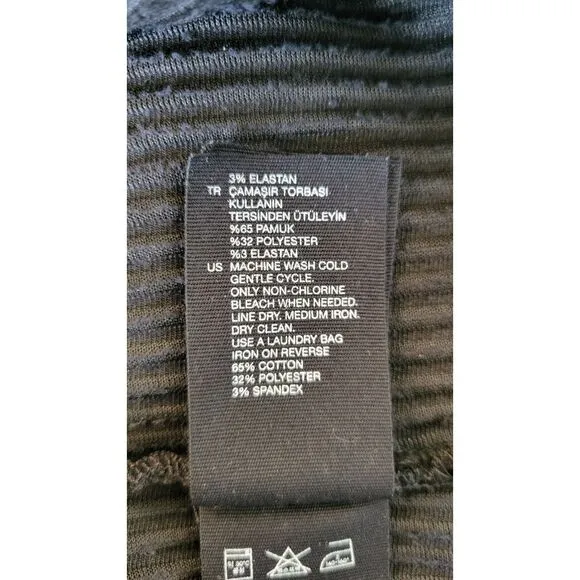 3% ELASTAN
TR ÇAMAŞIR TORBASI
KULLANIN
TERSİNDEN ÜTÜLEYİN
%65 PAMUK
%32 POLYESTER
%3 ELASTAN
US MACHINE WASH COLD
GENTLE CYCLE.
ONLY NON-CHLORINE
BLEACH WHEN NEEDED.
LINE DRY. MEDIUM IRON.
DRY CLEAN.
USE A LAUNDRY BAG
IRON ON REVERSE
65% COTTON
32% POLYESTER
3% SPANDEX